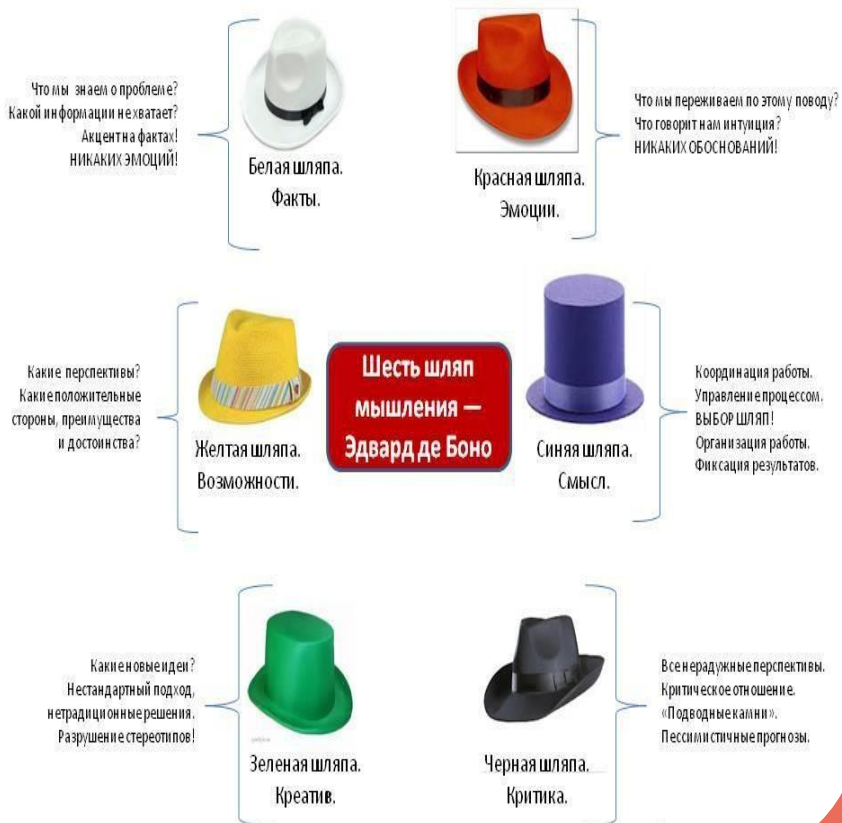 Что мы знаем о проблеме?
Какой информации не хватает?
Акцент на фактах!
НИКАКИХ ЭМОЦИЙ!
Белая шляпа.
Факты.
Красная шляпа.
Эмоции.
Что мы переживаем по этому поводу?
Что говорит нам интуиция?
НИКАКИХ ОБОСНОВАНИЙ!
Какие перспективы?
Какие положительные
стороны, преимущества
и достоинства?
Желтая шляпа.
Возможности.
Шесть шляп
мышления —
Эдвард де Боно
Синяя шляпа.
Смысл.
Координация работы.
Управление процессом.
ВЫБОР ШЛЯП!
Организация работы.
Фиксация результатов.
Какие новые идеи?
Нестандартный подход,
нетрадиционные решения.
Разрушение стереотипов!
Зеленая шляпа.
Креатив.
Черная шляпа.
Критика.
Все нерадужные перспективы.
Критическое отношение.
«Подводные камни».
Пессимистичные прогнозы.